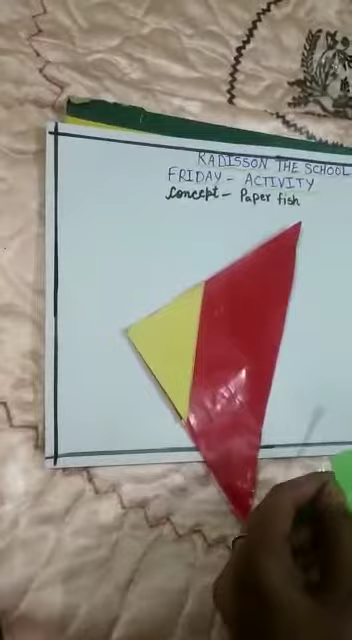 RADISSON THE SCHOOL
FRIDAY - ACTIVITY
concept - Paper fish